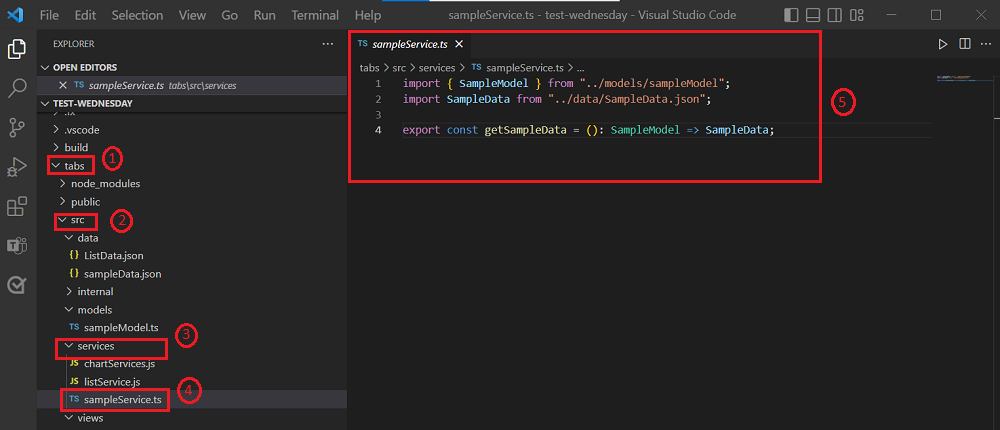 File Edit Selection View Go Run Terminal Help sampleService.ts - test-wednesday - Visual Studio Code
EXPLORER
OPEN EDITORS
TS sampleService.ts tabs\src\services
TEST-WEDNESDAY
.vscode
build
tabs 1
node_modules
public
src 2
data
{} ListData.json
{} sampleData.json
internal
models
TS sampleModel.ts
services 3
JS chartServices.js
JS listService.js
TS sampleService.ts 4
views
TS sampleService.ts
tabs > src > services > TS sampleService.ts > ...
1 import { SampleModel } from "../models/sampleModel";
2 import SampleData from "../data/SampleData.json";
3
4 export const getSampleData = (): SampleModel => SampleData;
5